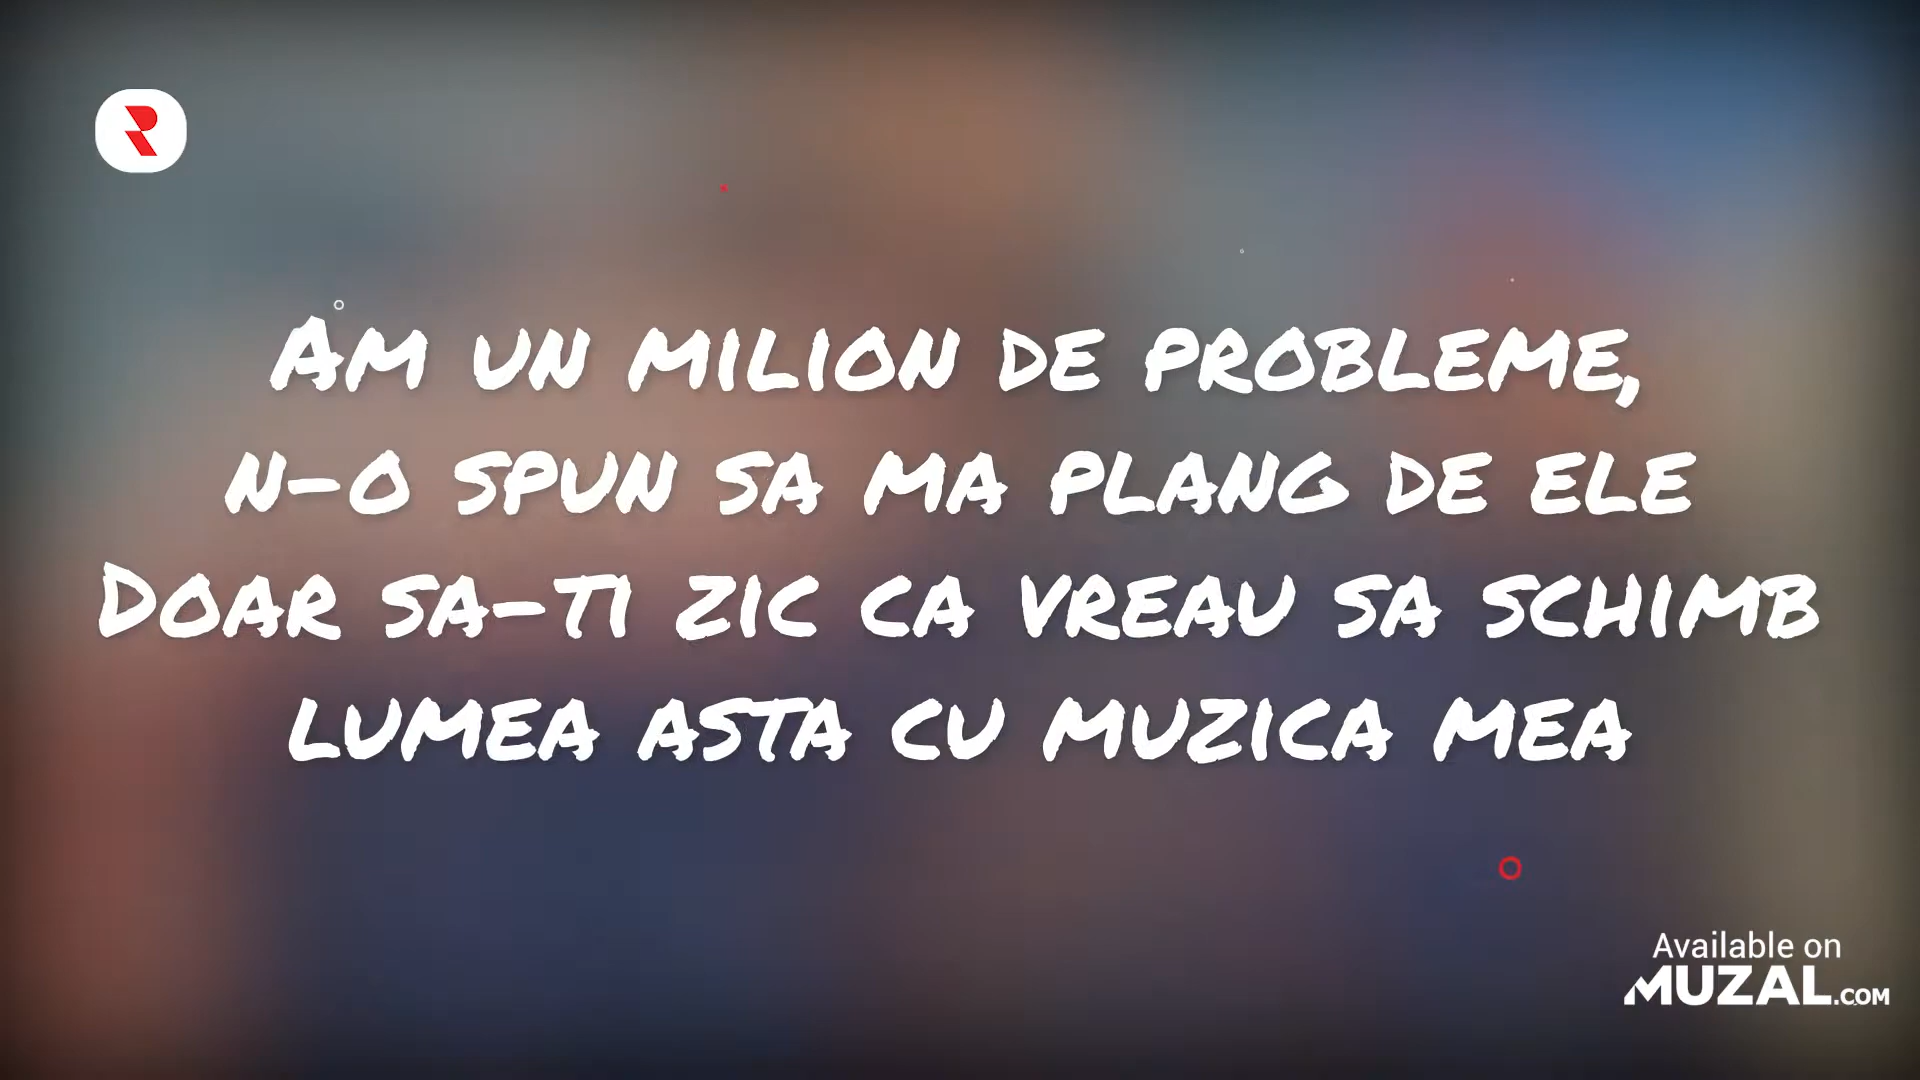 Am un milion de probleme,
n-o spun sa ma plang de ele
Doar sa-ti zic ca vreau sa schimb
lumea asta cu muzica mea
Available on
MUZAL.COM